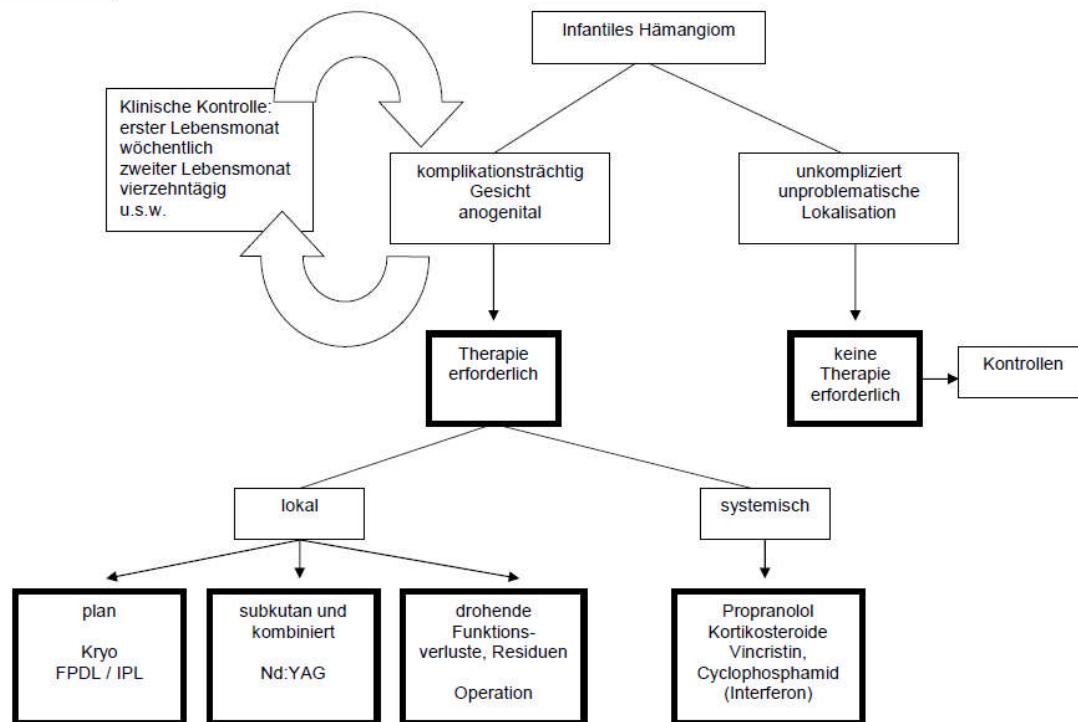 Infantiles Hämangiom
Klinische Kontrolle:
erster Lebensmonat
wöchentlich
zweiter Lebensmonat
vierzehntägig
u.s.w.
komplikationsträchtig
Gesicht
anogenital
unkompliziert
unproblematische
Lokalisation
Therapie
erforderlich
keine
Therapie
erforderlich
Kontrollen
lokal
systemisch
plan
Kryo
FPDL / IPL
subkutan und
kombiniert
Nd:YAG
drohende
Funktions-
verluste, Residuen
Operation
Propranolol
Kortikosteroide
Vincristin,
Cyclophosphamid
(Interferon)